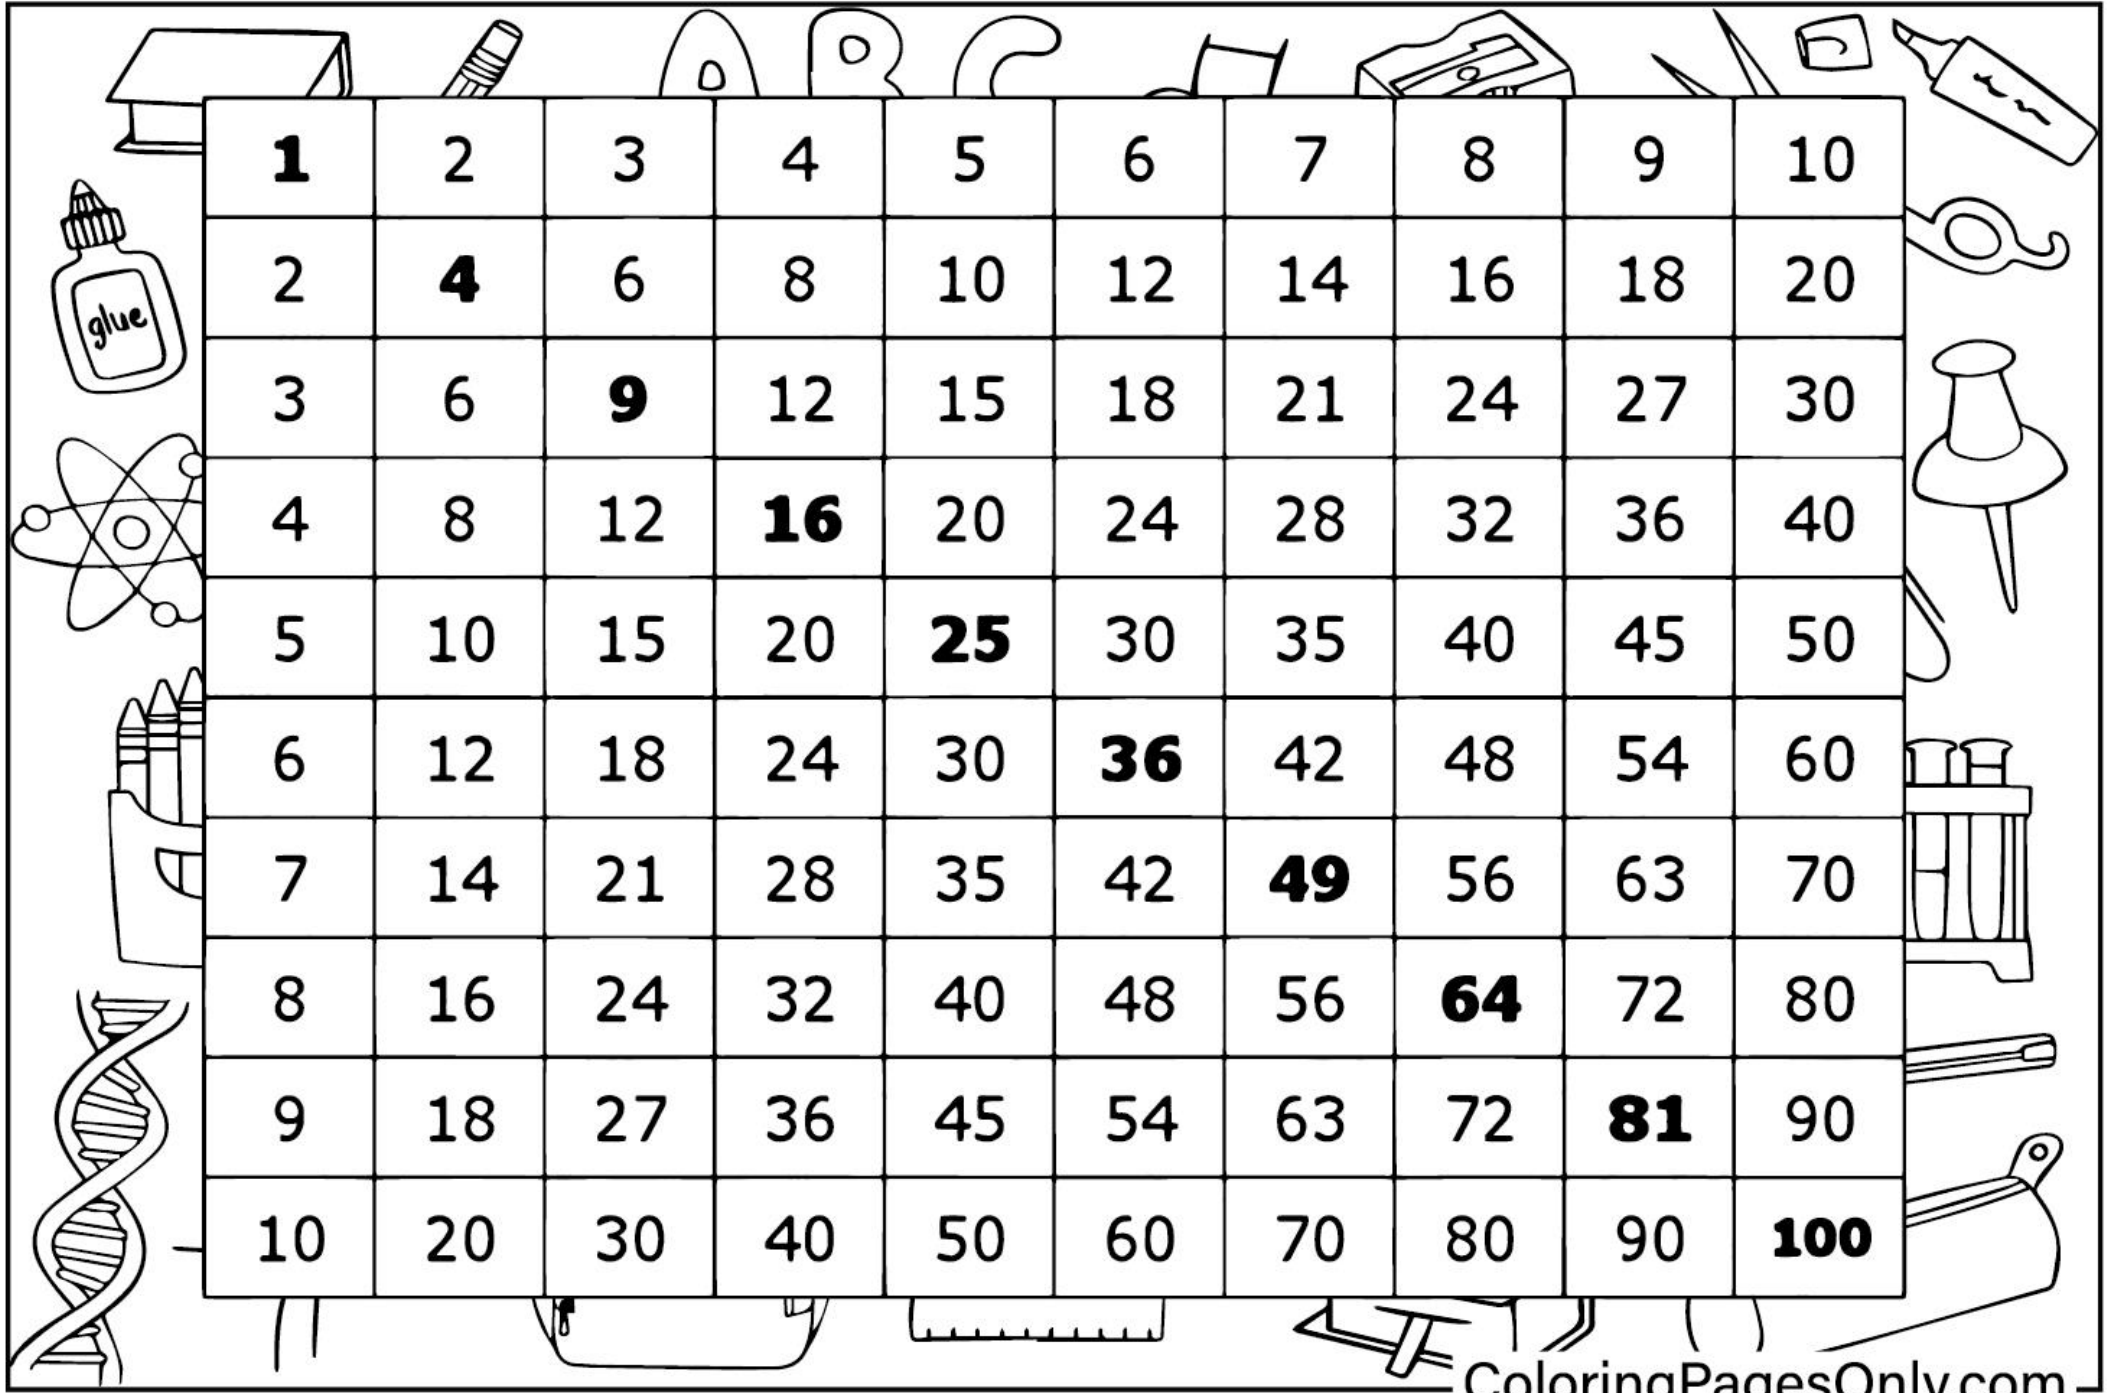 A B C
1 2 3 4 5 6 7 8 9 10
2 4 6 8 10 12 14 16 18 20
glue
3 6 9 12 15 18 21 24 27 30
4 8 12 16 20 24 28 32 36 40
5 10 15 20 25 30 35 40 45 50
6 12 18 24 30 36 42 48 54 60
7 14 21 28 35 42 49 56 63 70
8 16 24 32 40 48 56 64 72 80
9 18 27 36 45 54 63 72 81 90
10 20 30 40 50 60 70 80 90 100
ColoringPagesOnly.com